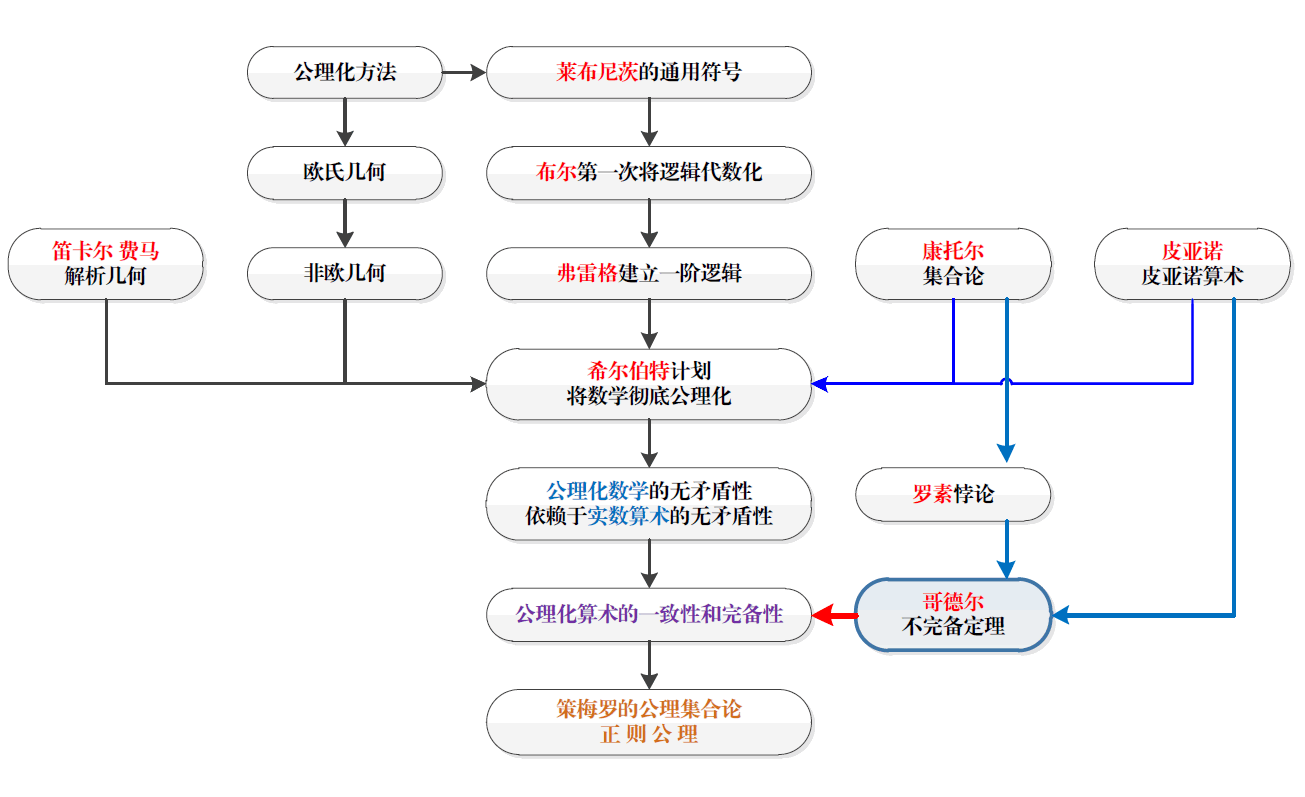 公理化方法
莱布尼茨的通用符号
欧氏几何
布尔第一次将逻辑代数化
笛卡尔 费马
解析几何
非欧几何
弗雷格建立一阶逻辑
康托尔
集合论
皮亚诺
皮亚诺算术
希尔伯特计划
将数学彻底公理化
公理化数学的无矛盾性
依赖于实数算术的无矛盾性
罗素悖论
公理化算术的一致性和完备性
哥德尔
不完备定理
策梅罗的公理集合论
正 则 公 理